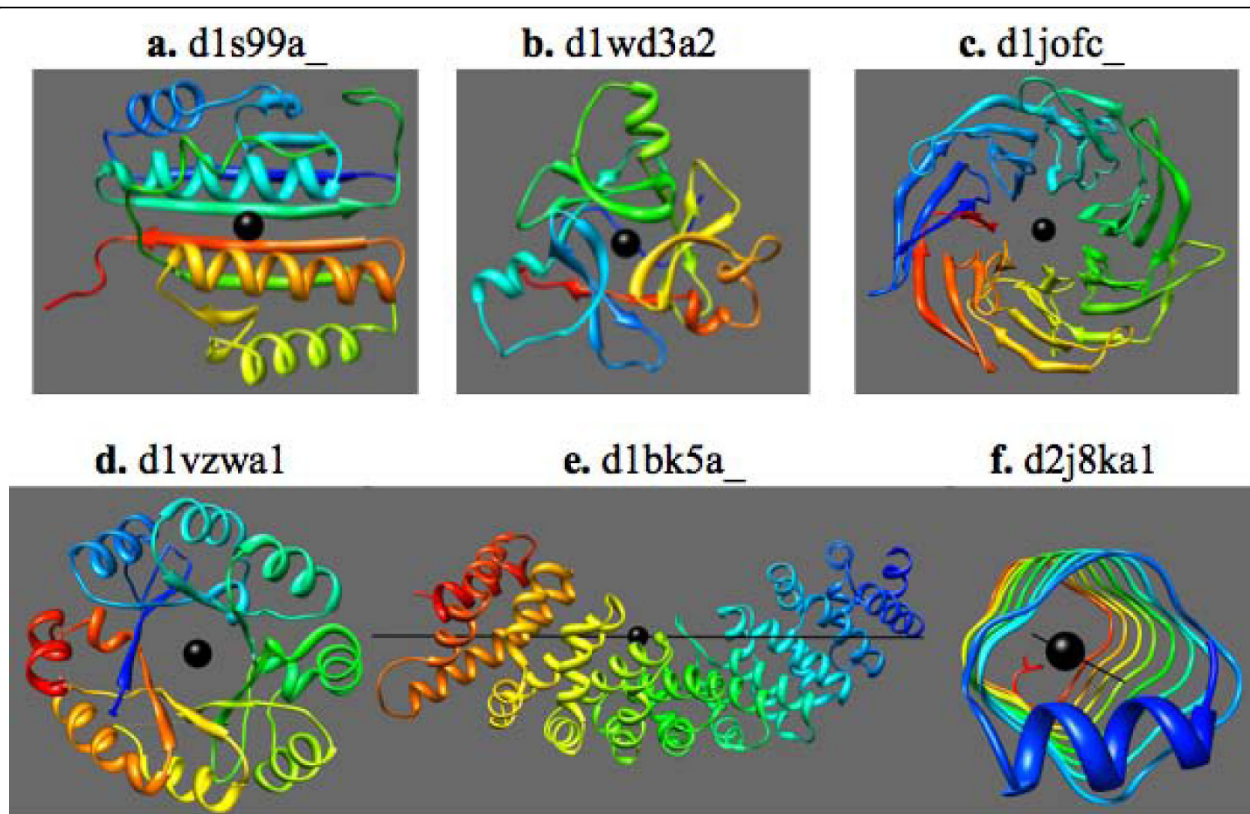 a. d1s99a_
b. d1wd3a2
c. d1jofc_
d. d1vzwa1
e. d1bk5a_
f. d2j8ka1